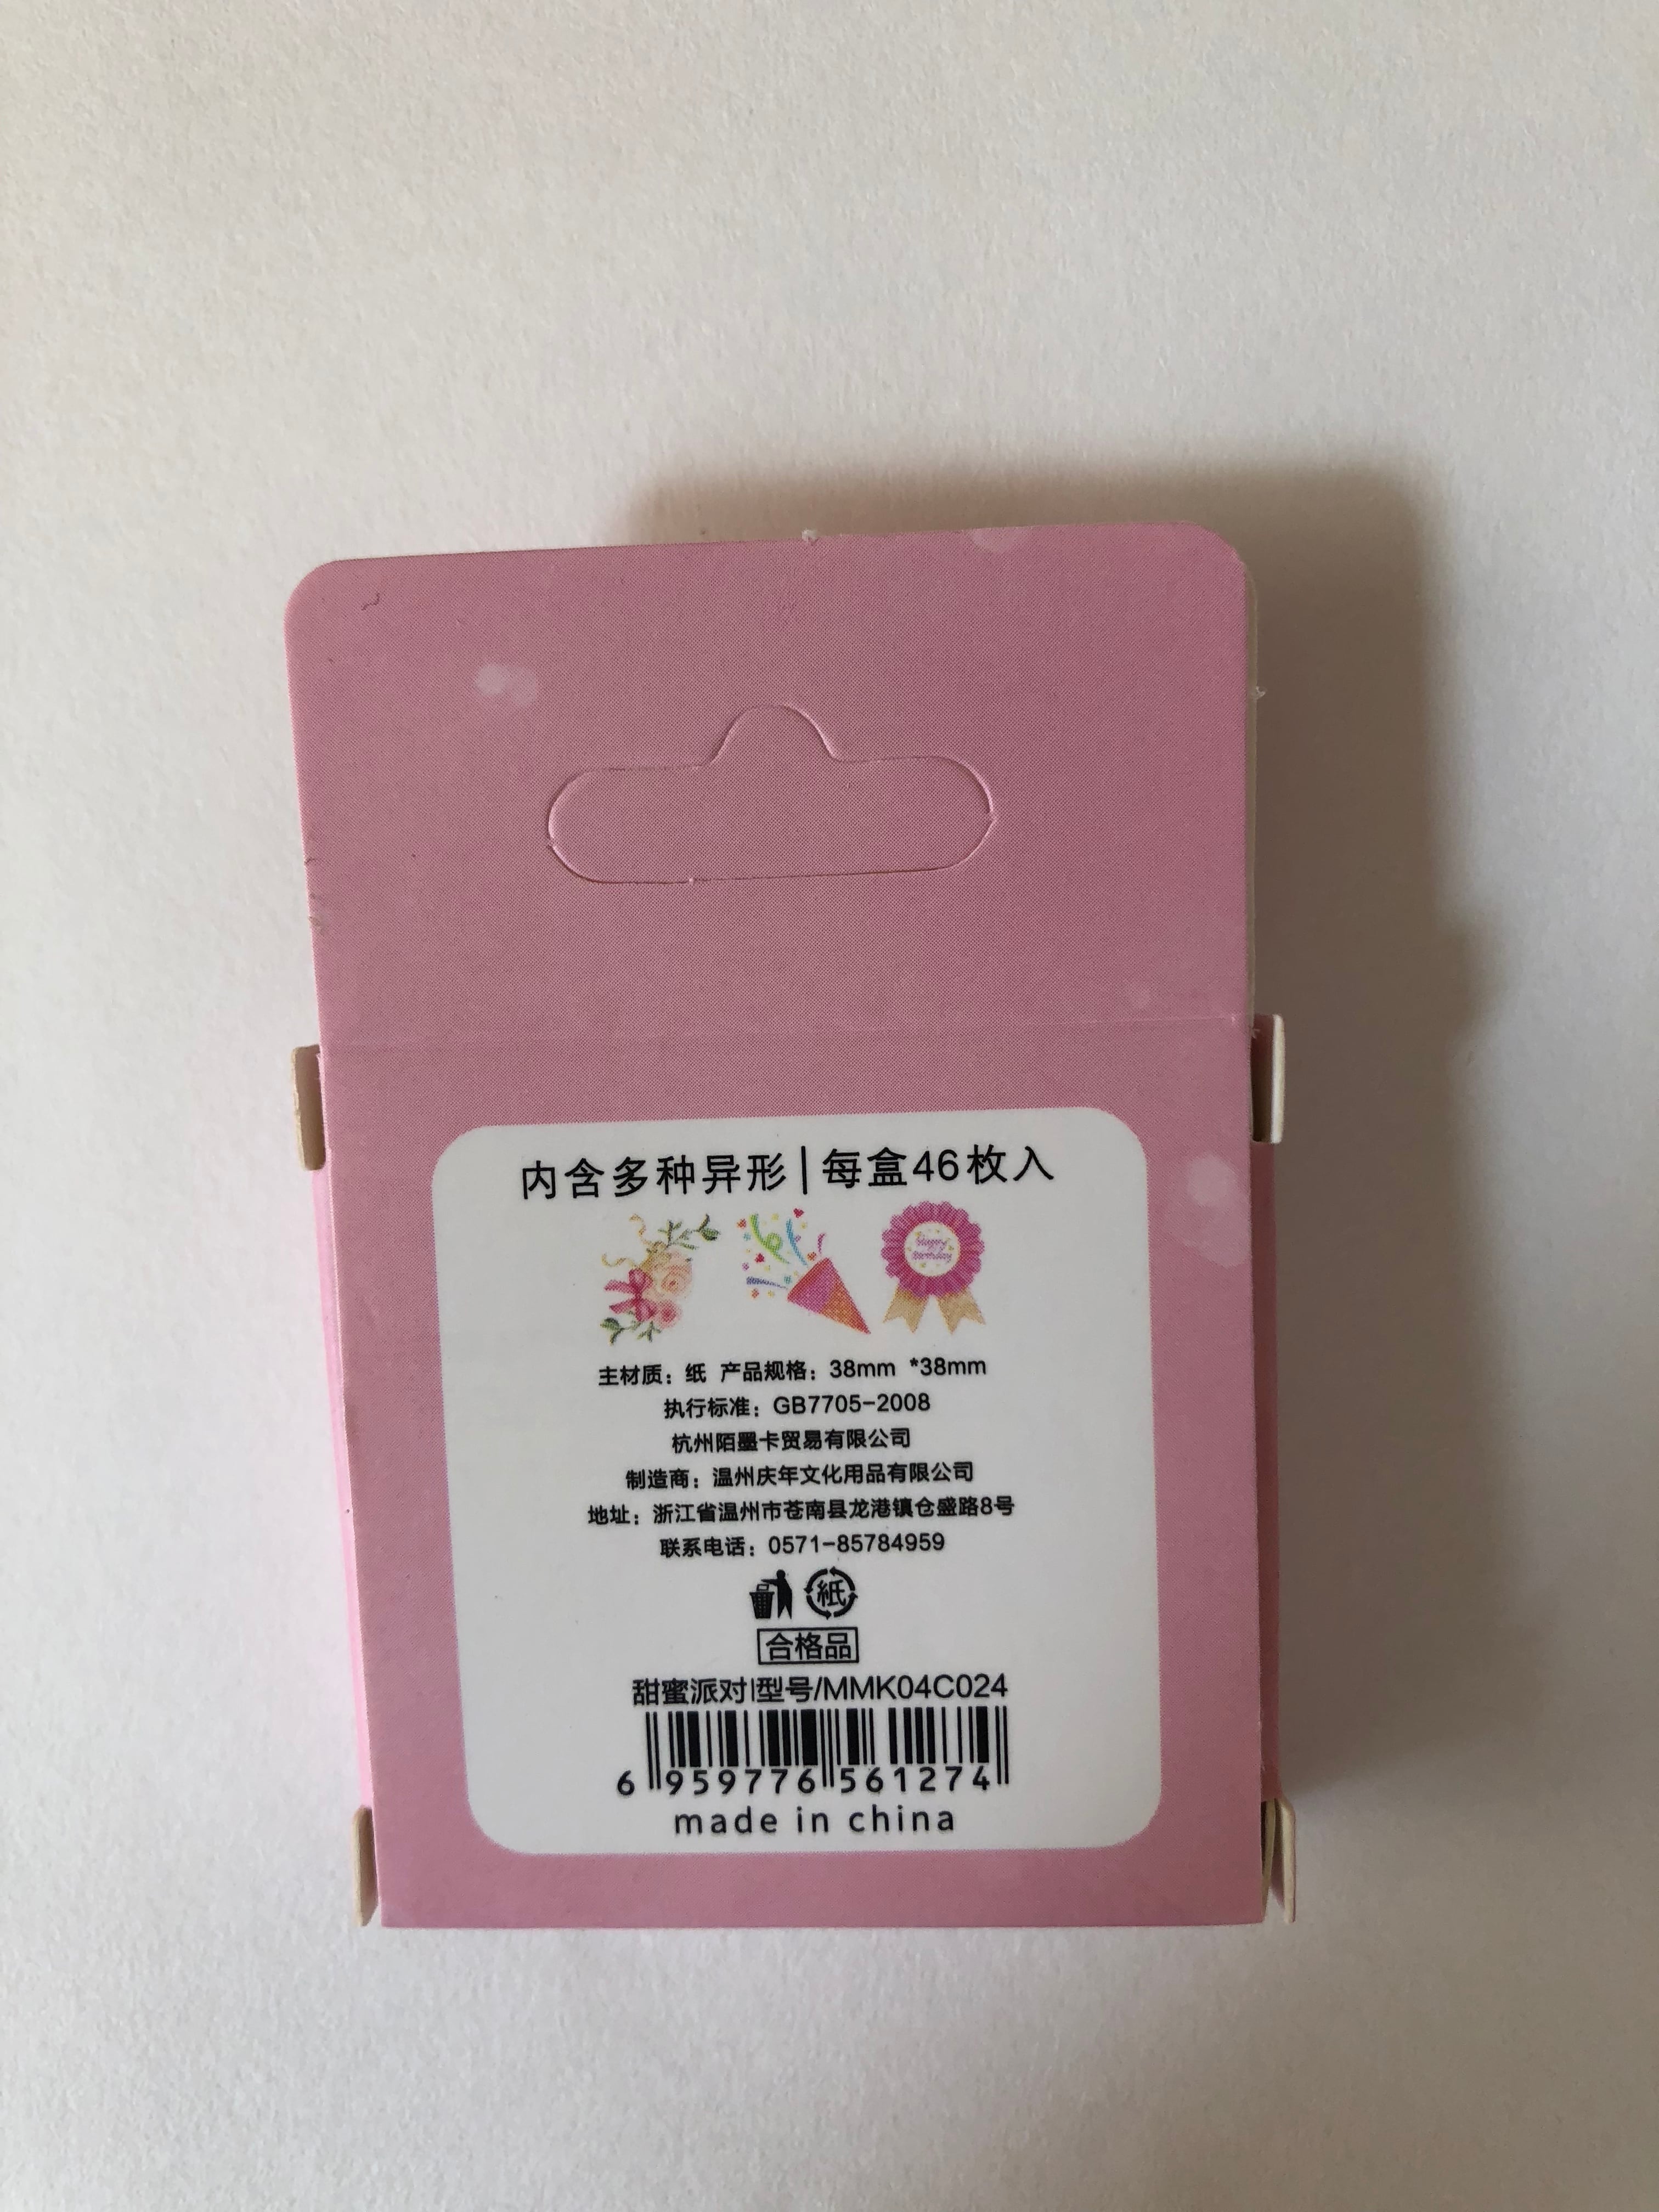 内含多种异形|每盒46枚入
Happy
Birthday
主材质：纸 产品规格：38mm *38mm
执行标准：GB7705-2008
杭州陌墨卡贸易有限公司
制造商：温州庆年文化用品有限公司
地址：浙江省温州市苍南县龙港镇仓盛路8号
联系电话：0571-85784959
紙
合格品
甜蜜派对|型号/MMK04C024
6 959776 561274
made in china